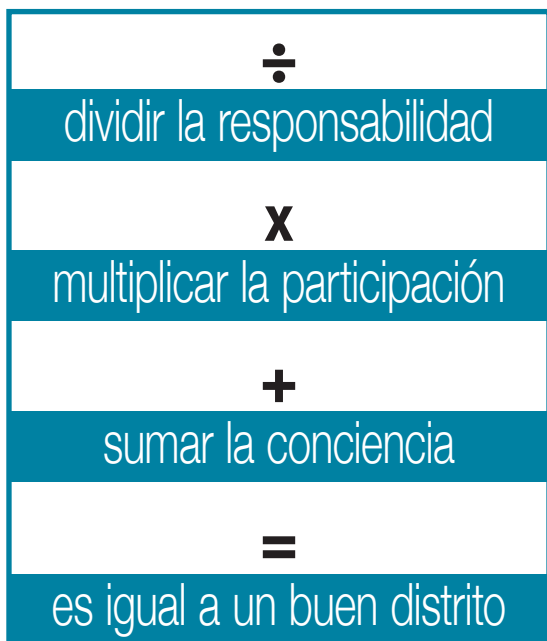 ÷
dividir la responsabilidad
x
multiplicar la participación
+
sumar la conciencia
=
es igual a un buen distrito